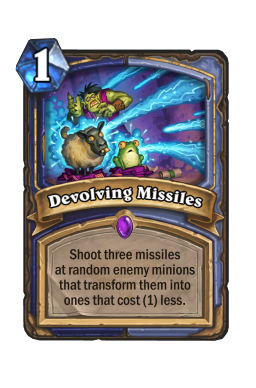 1
Devolving Missiles
Shoot three missiles
at random enemy minions
that transform them into
ones that cost (1) less.